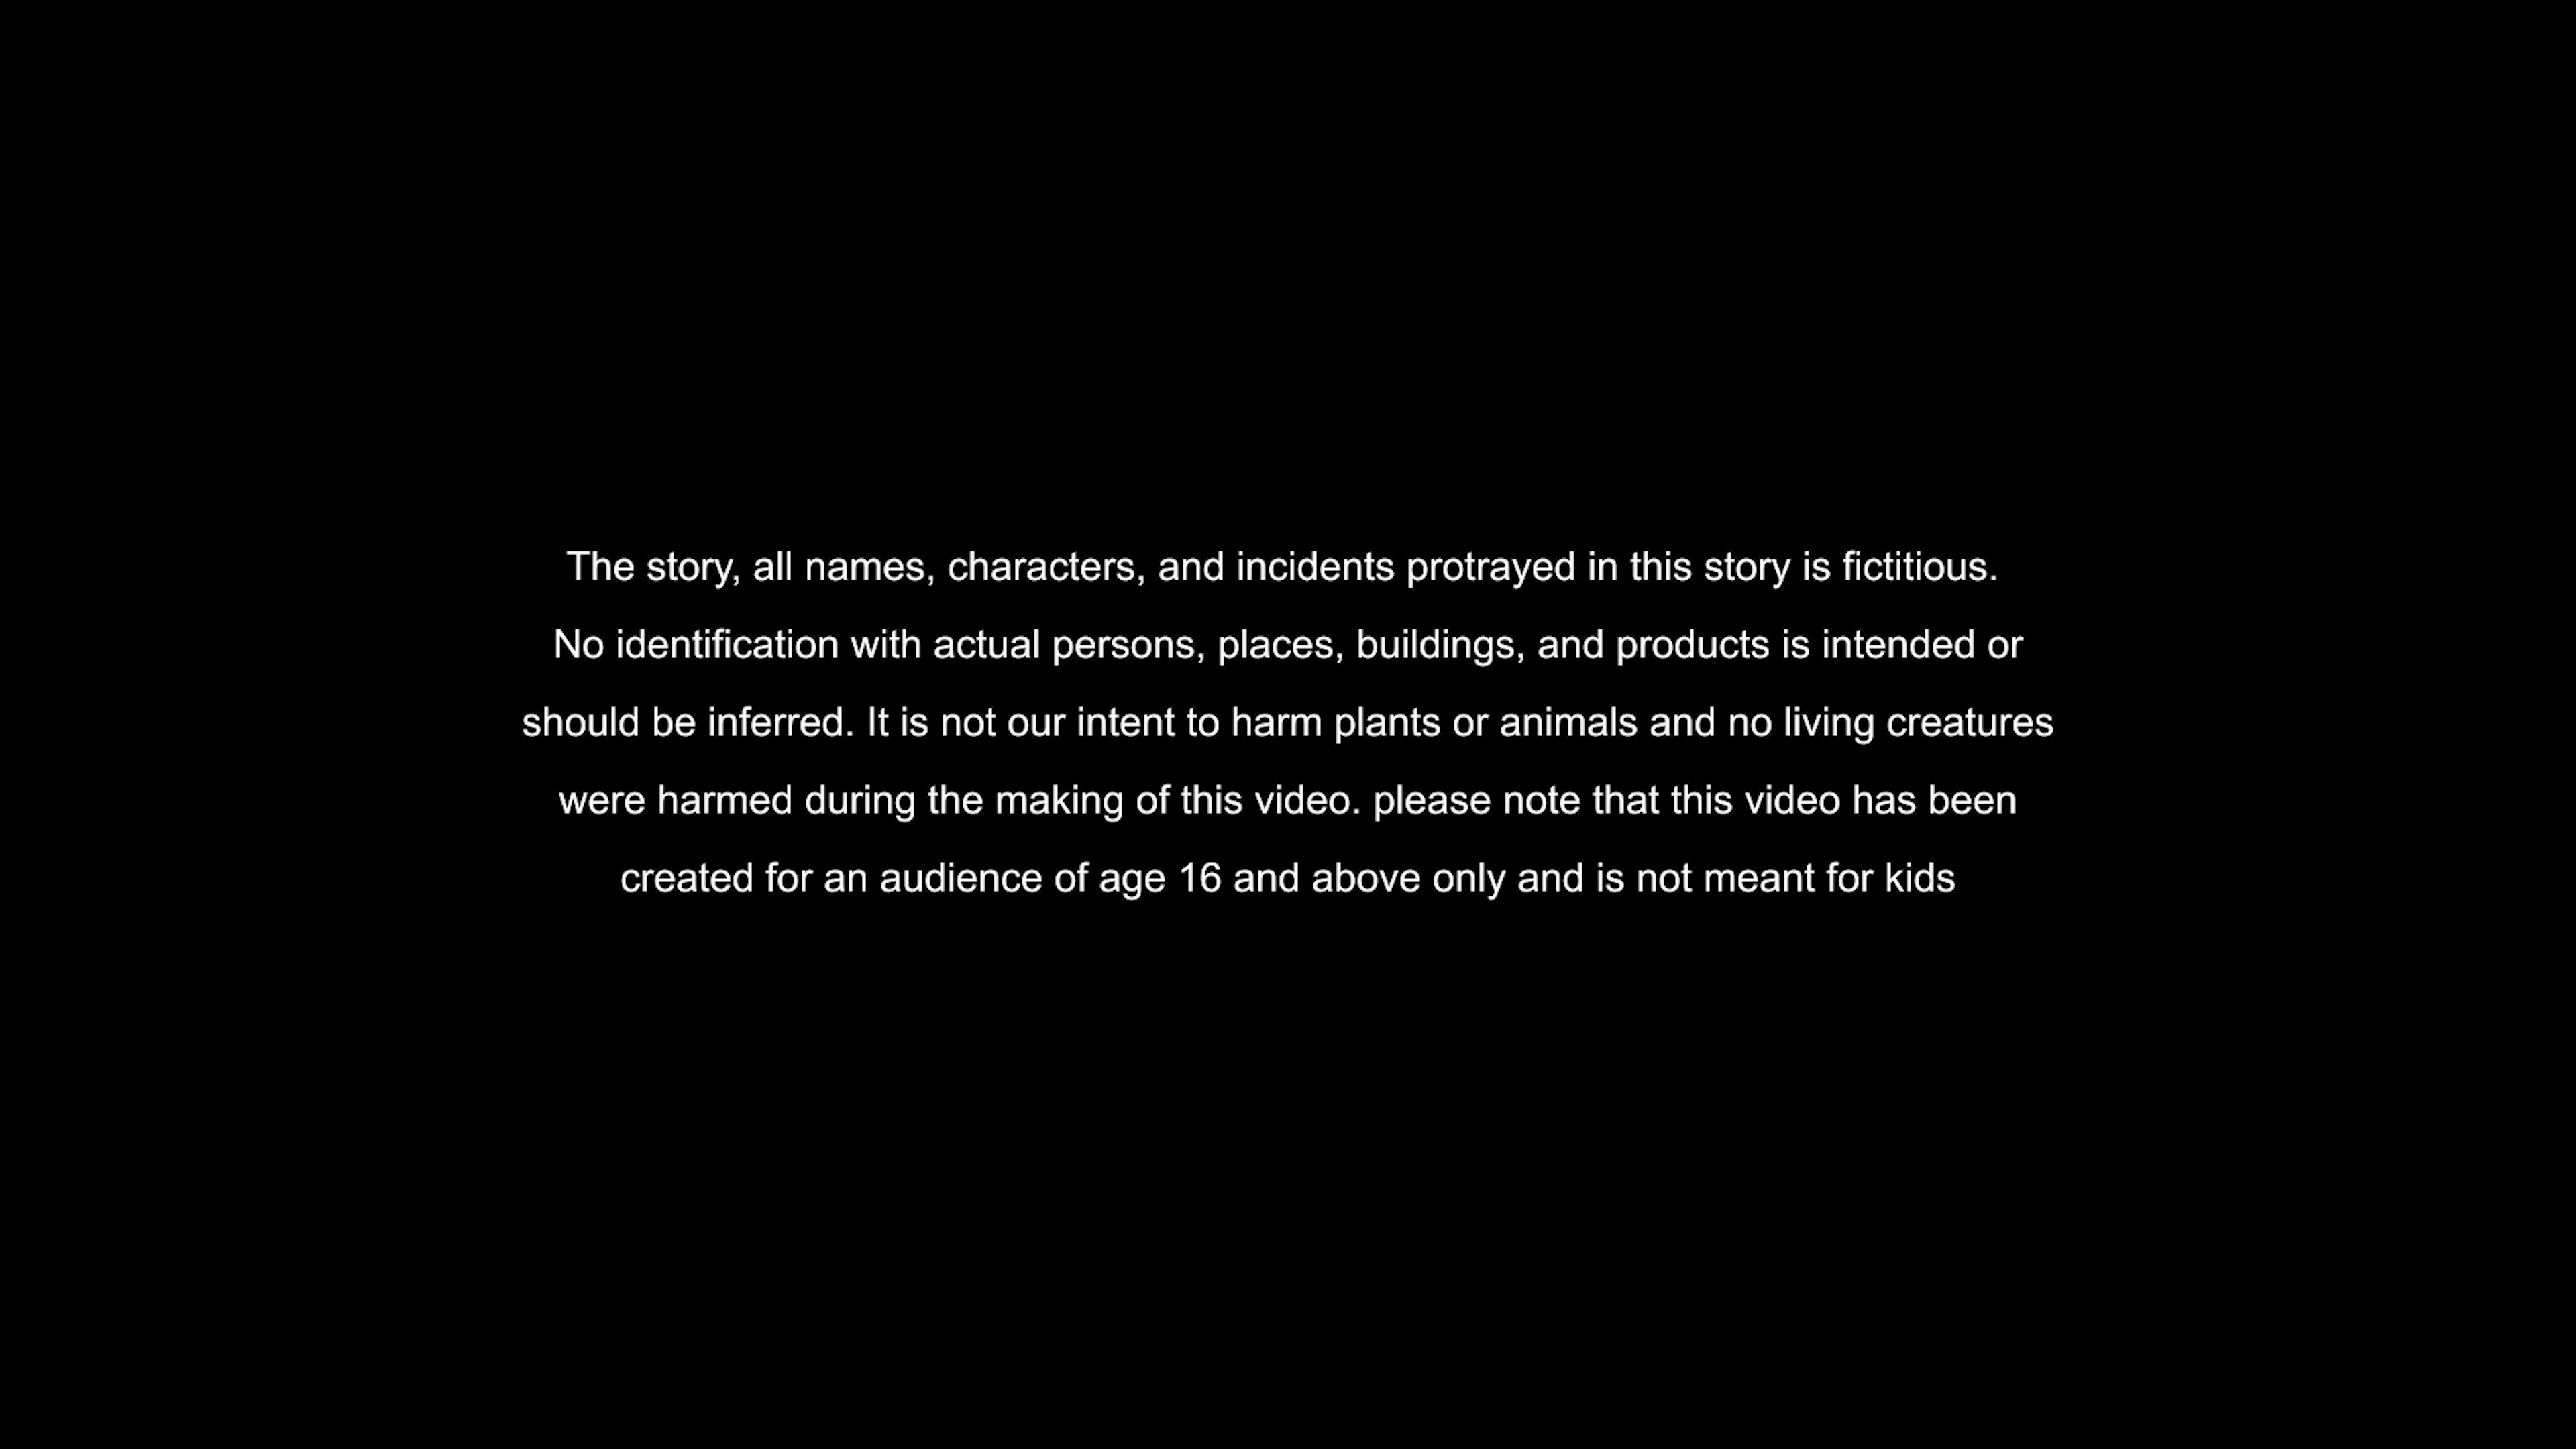 The story, all names, characters, and incidents protrayed in this story is fictitious.
No identification with actual persons, places, buildings, and products is intended or
should be inferred. It is not our intent to harm plants or animals and no living creatures
were harmed during the making of this video. please note that this video has been
created for an audience of age 16 and above only and is not meant for kids